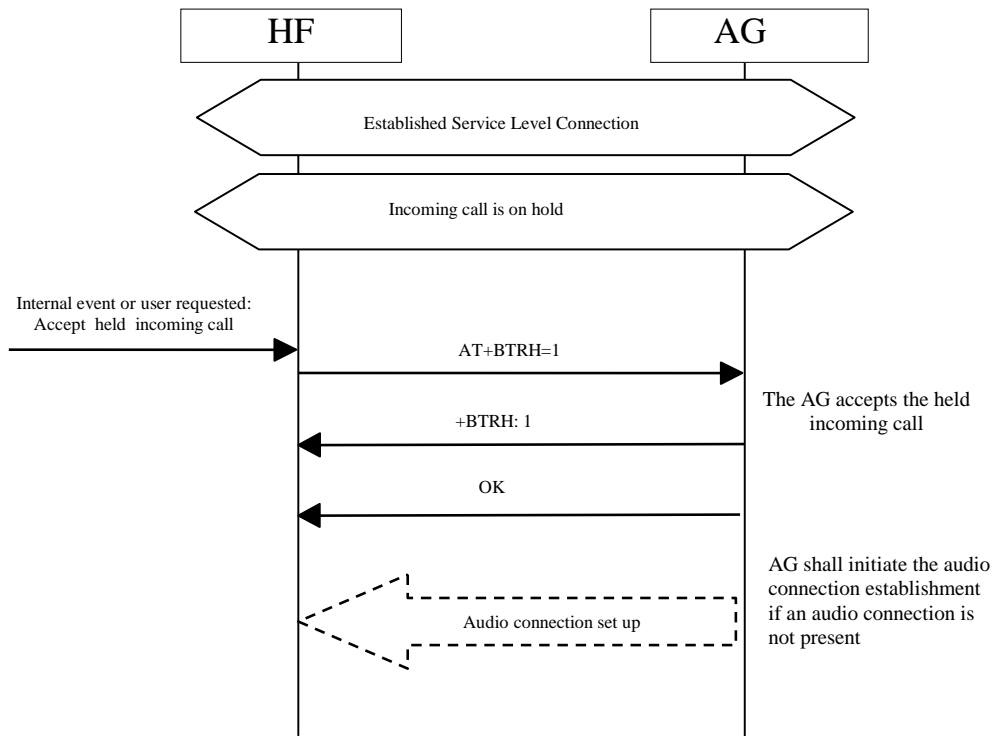 HF
AG
Established Service Level Connection
Incoming call is on hold
Internal event or user requested:
Accept held incoming call
AT+BTRH=1
The AG accepts the held
incoming call
+BTRH: 1
OK
AG shall initiate the audio
connection establishment
if an audio connection is
not present
Audio connection set up